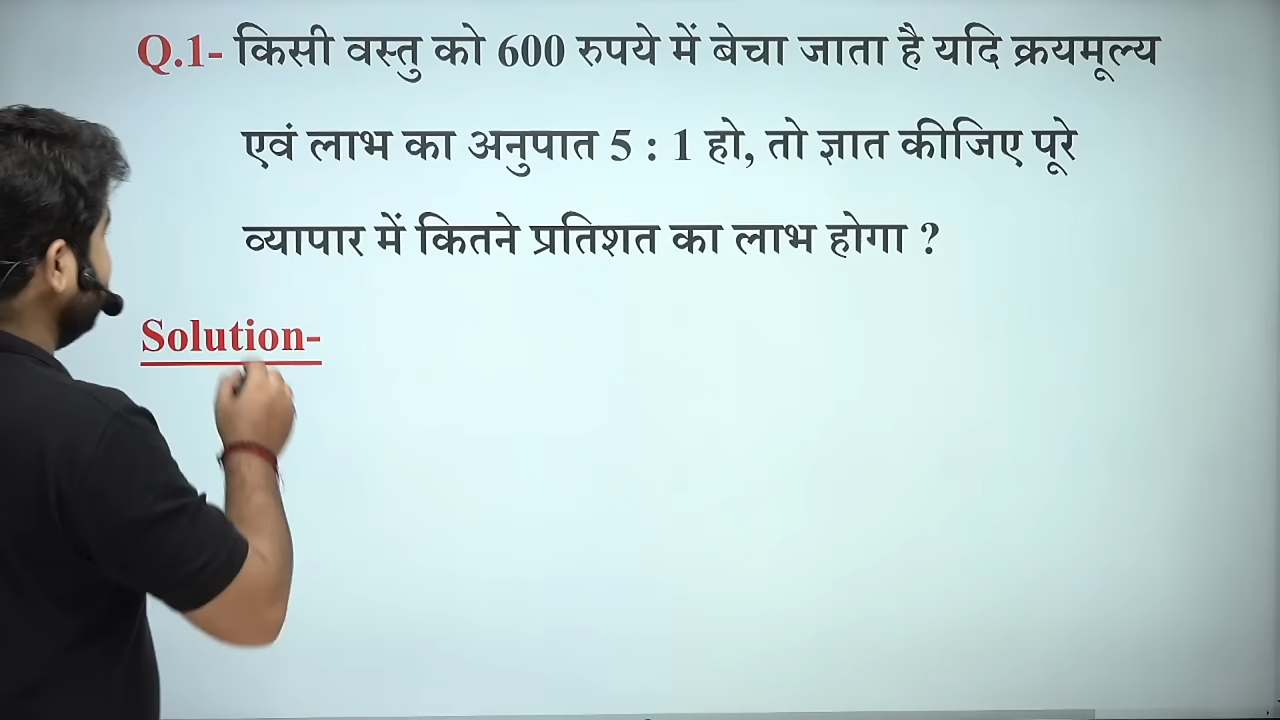 Q.1- किसी वस्तु को 600 रुपये में बेचा जाता है यदि क्रयमूल्य
एवं लाभ का अनुपात 5 : 1 हो, तो ज्ञात कीजिए पूरे
व्यापार में कितने प्रतिशत का लाभ होगा ?
Solution-